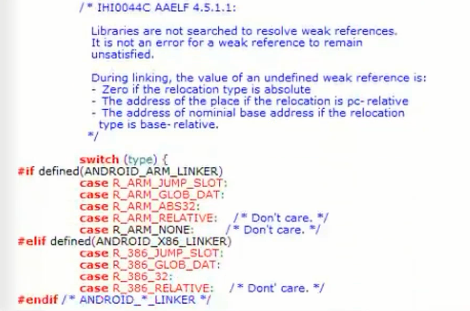 /* IHI0044C AAELF 4.5.1.1:
Libraries are not searched to resolve weak references.
It is not an error for a weak reference to remain
unsatisfied.
During linking, the value of an undefined weak reference is:
- Zero if the relocation type is absolute
- The address of the place if the relocation is pc-relative
- The address of nominial base address if the relocation
type is base-relative.
*/
switch (type) {
#if defined(ANDROID_ARM_LINKER)
case R_ARM_JUMP_SLOT:
case R_ARM_GLOB_DAT:
case R_ARM_ABS32:
case R_ARM_RELATIVE: /* Don't care. */
case R_ARM_NONE: /* Don't care. */
#elif defined(ANDROID_X86_LINKER)
case R_386_JUMP_SLOT:
case R_386_GLOB_DAT:
case R_386_32:
case R_386_RELATIVE: /* Dont' care. */
#endif /* ANDROID_*_LINKER */